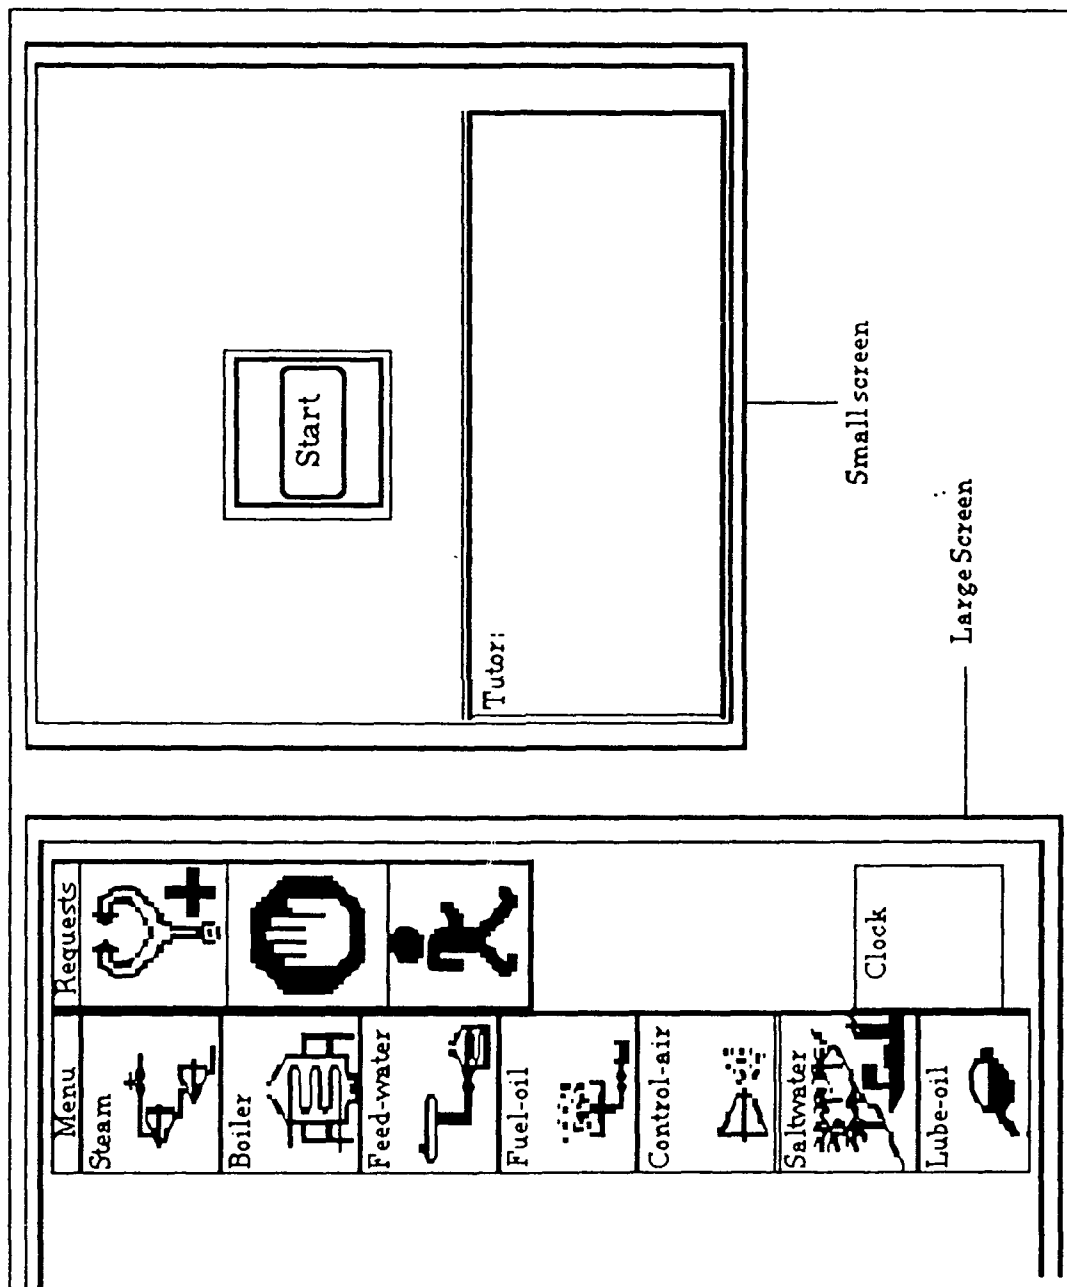 Menu
Requests
Steam
Boiler
Feed-water
Fuel-oil
Control-air
Saltwater
Lube-oil
Clock
Large Screen
Start
Tutor:
Small screen